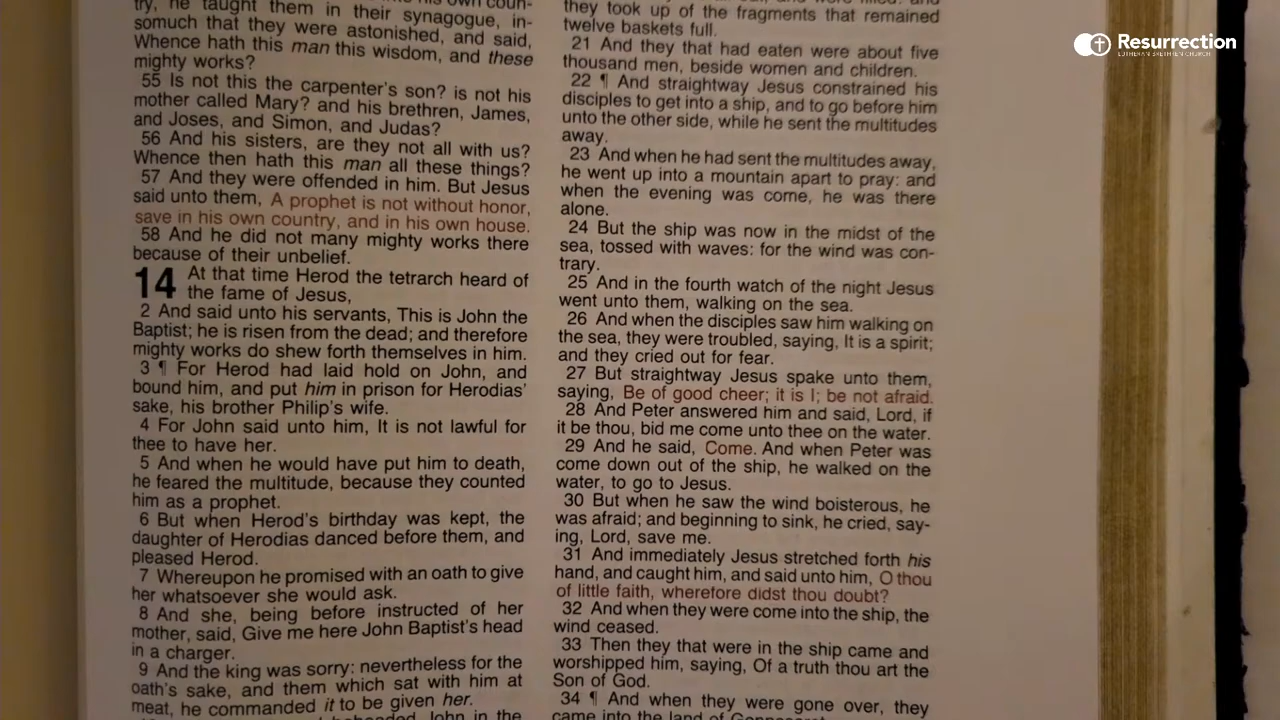 try, he taught them in their synagogue, in-
somuch that they were astonished, and said,
Whence hath this man this wisdom, and these
mighty works?
55 Is not this the carpenter's son? is not his
mother called Mary? and his brethren, James,
and Joses, and Simon, and Judas?
56 And his sisters, are they not all with us?
Whence then hath this man all these things?
57 And they were offended in him. But Jesus
said unto them, A prophet is not without honor,
save in his own country, and in his own house.
58 And he did not many mighty works there
because of their unbelief.
14 At that time Herod the tetrarch heard of
the fame of Jesus,
2 And said unto his servants, This is John the
Baptist; he is risen from the dead; and therefore
mighty works do shew forth themselves in him.
3 ¶ For Herod had laid hold on John, and
bound him, and put him in prison for Herodias'
sake, his brother Philip's wife.
4 For John said unto him, It is not lawful for
thee to have her.
5 And when he would have put him to death,
he feared the multitude, because they counted
him as a prophet.
6 But when Herod's birthday was kept, the
daughter of Herodias danced before them, and
pleased Herod.
7 Whereupon he promised with an oath to give
her whatsoever she would ask.
8 And she, being before instructed of her
mother, said, Give me here John Baptist's head
in a charger.
9 And the king was sorry: nevertheless for the
oath's sake, and them which sat with him at
meat, he commanded it to be given her.
John in the
they took up of the fragments that remained
twelve baskets full.
21 And they that had eaten were about five
thousand men, beside women and children.
22 ¶ And straightway Jesus constrained his
disciples to get into a ship, and to go before him
unto the other side, while he sent the multitudes
away.
23 And when he had sent the multitudes away,
he went up into a mountain apart to pray: and
when the evening was come, he was there
alone.
24 But the ship was now in the midst of the
sea, tossed with waves: for the wind was con-
trary.
25 And in the fourth watch of the night Jesus
went unto them, walking on the sea.
26 And when the disciples saw him walking on
the sea, they were troubled, saying, It is a spirit;
and they cried out for fear.
27 But straightway Jesus spake unto them,
saying, Be of good cheer; it is I; be not afraid.
28 And Peter answered him and said, Lord, if
it be thou, bid me come unto thee on the water.
29 And he said, Come. And when Peter was
come down out of the ship, he walked on the
water, to go to Jesus.
30 But when he saw the wind boisterous, he
was afraid; and beginning to sink, he cried, say-
ing, Lord, save me.
31 And immediately Jesus stretched forth his
hand, and caught him, and said unto him, O thou
of little faith, wherefore didst thou doubt?
32 And when they were come into the ship, the
wind ceased.
33 Then they that were in the ship came and
worshipped him, saying, Of a truth thou art the
Son of God.
34 ¶ And when they were gone over, they
came into the land of
Resurrection
LUTHERAN BRETHREN CHURCH